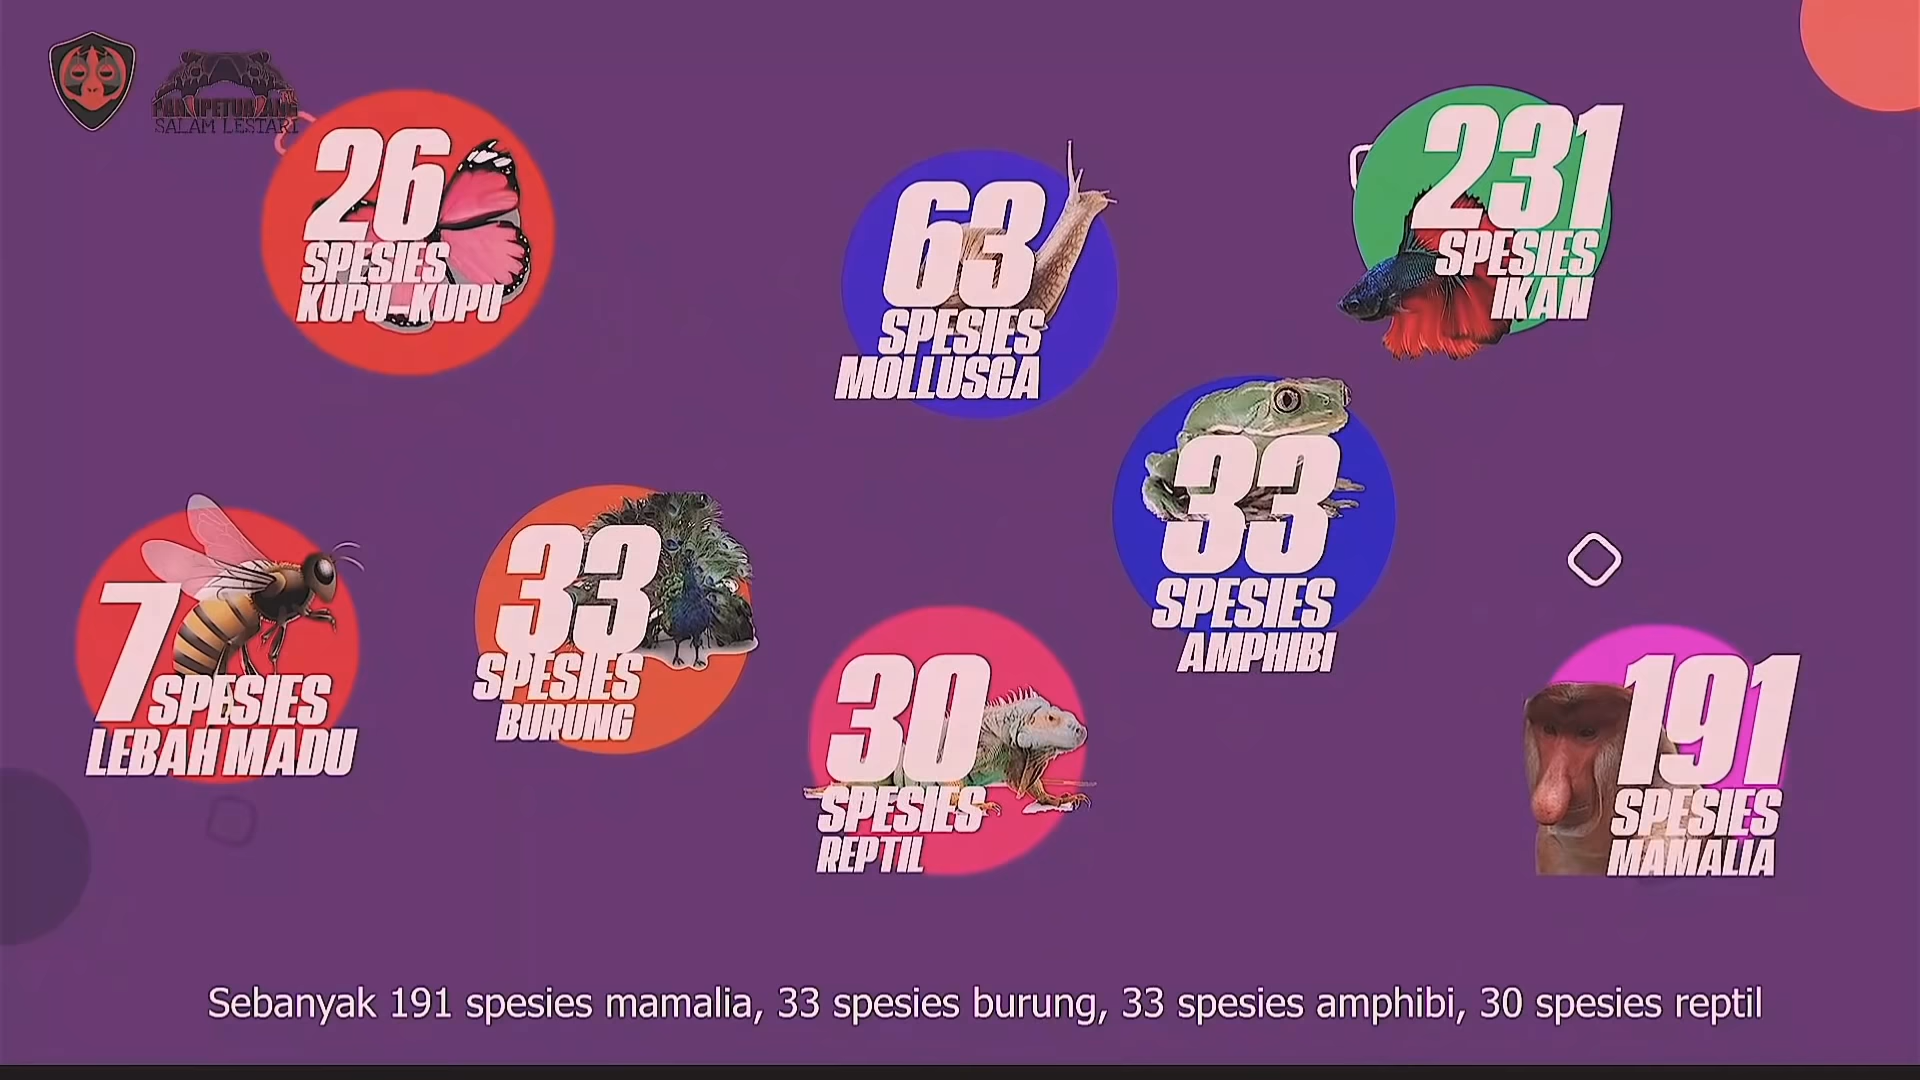 SALAM LESTARI
26
SPESIES
KUPU-KUPU
63
SPESIES
MOLLUSCA
231
SPESIES
IKAN
7 SPESIES
LEBAH MADU
33
SPESIES
BURUNG
30
SPESIES
REPTIL
33
SPESIES
AMPHIBI
191
SPESIES
MAMALIA
Sebanyak 191 spesies mamalia, 33 spesies burung, 33 spesies amphibi, 30 spesies reptil